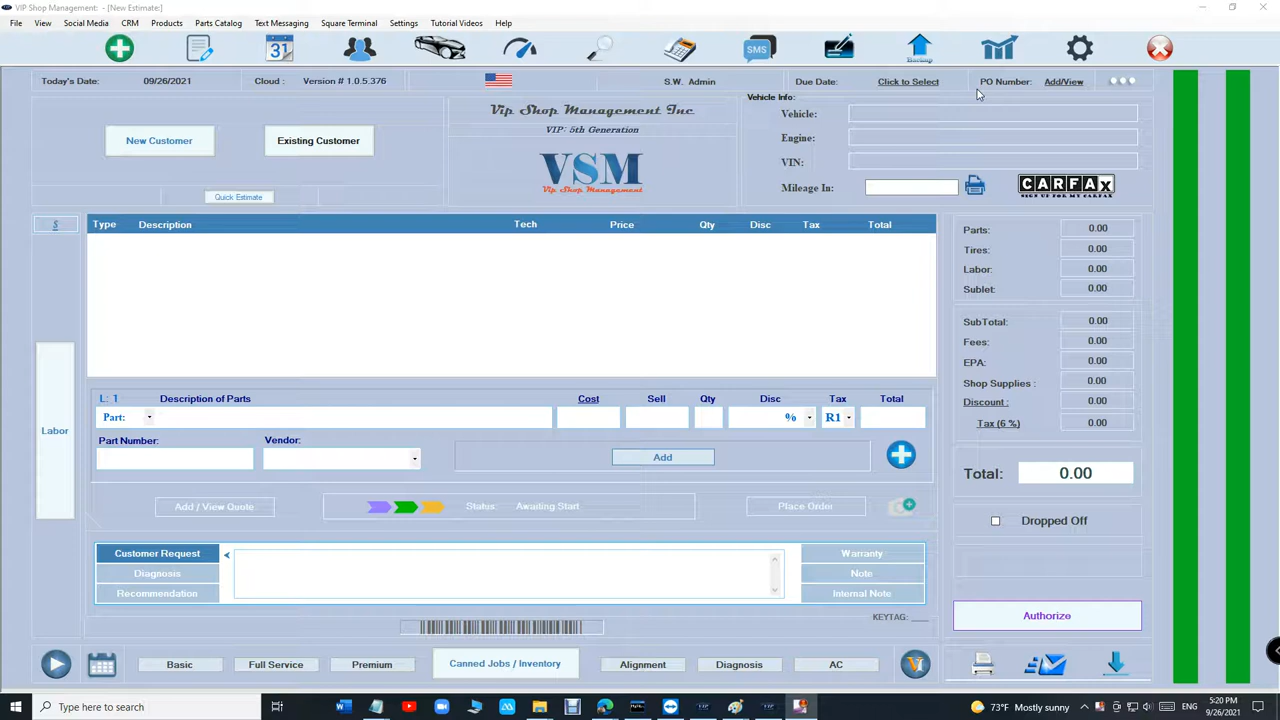 VIP Shop Management: - [New Estimate:]
File View Social Media CRM Products Parts Catalog Text Messaging Square Terminal Settings Tutorial Videos Help
31 SMS Backup
Today's Date: 09/26/2021 Cloud : Version # 1.0.5.376 S.W. Admin Due Date: Click to Select PO Number: Add/View
Vehicle Info:
Vip Shop Management Inc
Vehicle:
VIP: 5th Generation
New Customer Existing Customer
Engine:
VSM
VIN:
Vip Shop Management
Mileage In: CARFAX
SIGN UP FOR MY CARFAX
Quick Estimate
S Type Description Tech Price Qty Disc Tax Total
Parts: 0.00
Tires: 0.00
Labor: 0.00
Sublet: 0.00
SubTotal: 0.00
Fees: 0.00
EPA: 0.00
Shop Supplies : 0.00
Discount : 0.00
Tax (6 %) 0.00
L: 1 Description of Parts Cost Sell Qty Disc Tax Total
Part: % R1
Labor
Part Number: Vendor:
Add
Total: 0.00
Add / View Quote Status: Awaiting Start Place Order
Dropped Off
Customer Request < Warranty
Diagnosis Note
Recommendation Internal Note
Authorize
KEYTAG: ___
Basic Full Service Premium Canned Jobs / Inventory Alignment Diagnosis AC
Type here to search
73°F Mostly sunny ENG 5:20 PM
9/26/2021